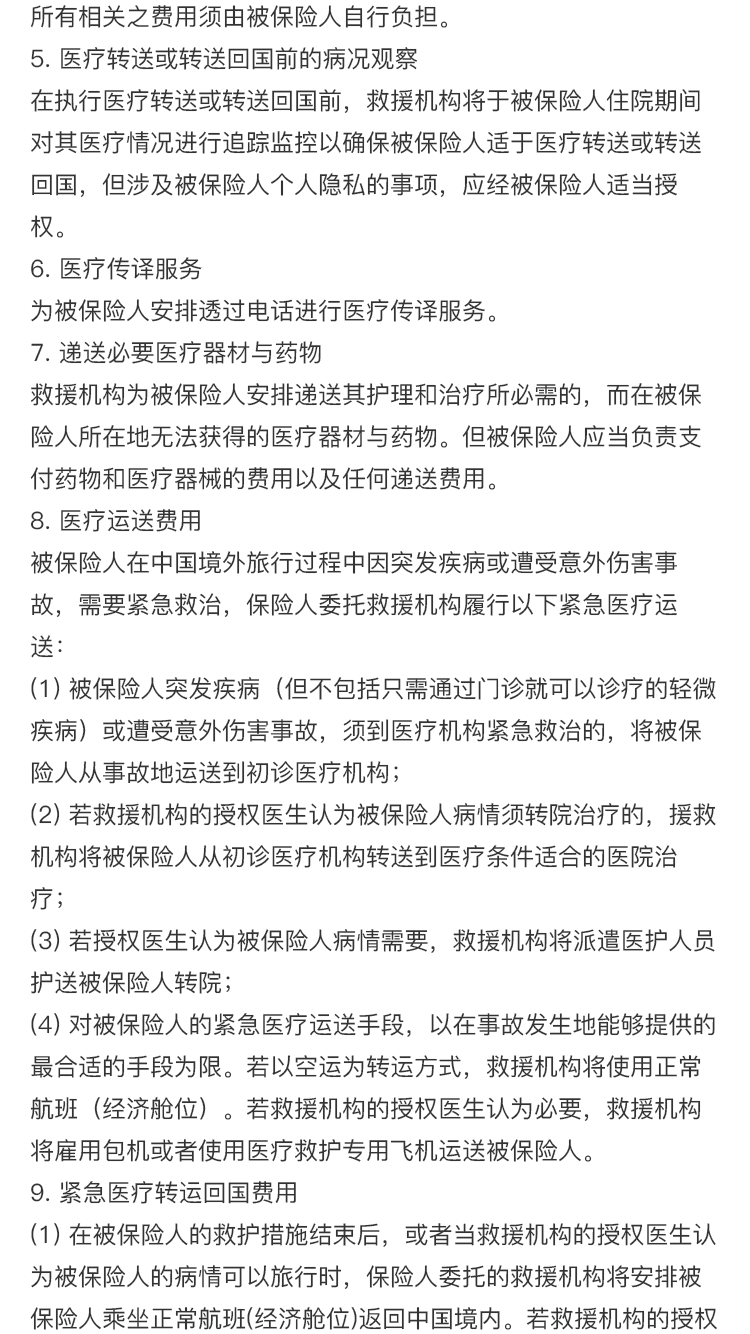 所有相关之费用须由被保险人自行负担。
5. 医疗转送或转送回国前的病况观察
在执行医疗转送或转送回国前，救援机构将于被保险人住院期间
对其医疗情况进行追踪监控以确保被保险人适于医疗转送或转送
回国，但涉及被保险人个人隐私的事项，应经被保险人适当授
权。
6. 医疗传译服务
为被保险人安排透过电话进行医疗传译服务。
7. 递送必要医疗器材与药物
救援机构为被保险人安排递送其护理和治疗所必需的，而在被保
险人所在地无法获得的医疗器材与药物。但被保险人应当负责支
付药物和医疗器械的费用以及任何递送费用。
8. 医疗运送费用
被保险人在中国境外旅行过程中因突发疾病或遭受意外伤害事
故，需要紧急救治，保险人委托救援机构履行以下紧急医疗运
送：
(1) 被保险人突发疾病（但不包括只需通过门诊就可以诊疗的轻微
疾病）或遭受意外伤害事故，须到医疗机构紧急救治的，将被保
险人从事故地运送到初诊医疗机构；
(2) 若救援机构的授权医生认为被保险人病情须转院治疗的，援救
机构将被保险人从初诊医疗机构转送到医疗条件适合的医院治
疗；
(3) 若授权医生认为被保险人病情需要，救援机构将派遣医护人员
护送被保险人转院；
(4) 对被保险人的紧急医疗运送手段，以在事故发生地能够提供的
最合适的手段为限。若以空运为转运方式，救援机构将使用正常
航班（经济舱位）。若救援机构的授权医生认为必要，救援机构
将雇用包机或者使用医疗救护专用飞机运送被保险人。
9. 紧急医疗转运回国费用
(1) 在被保险人的救护措施结束后，或者当救援机构的授权医生认
为被保险人的病情可以旅行时，保险人委托的救援机构将安排被
保险人乘坐正常航班(经济舱位)返回中国境内。若救援机构的授权